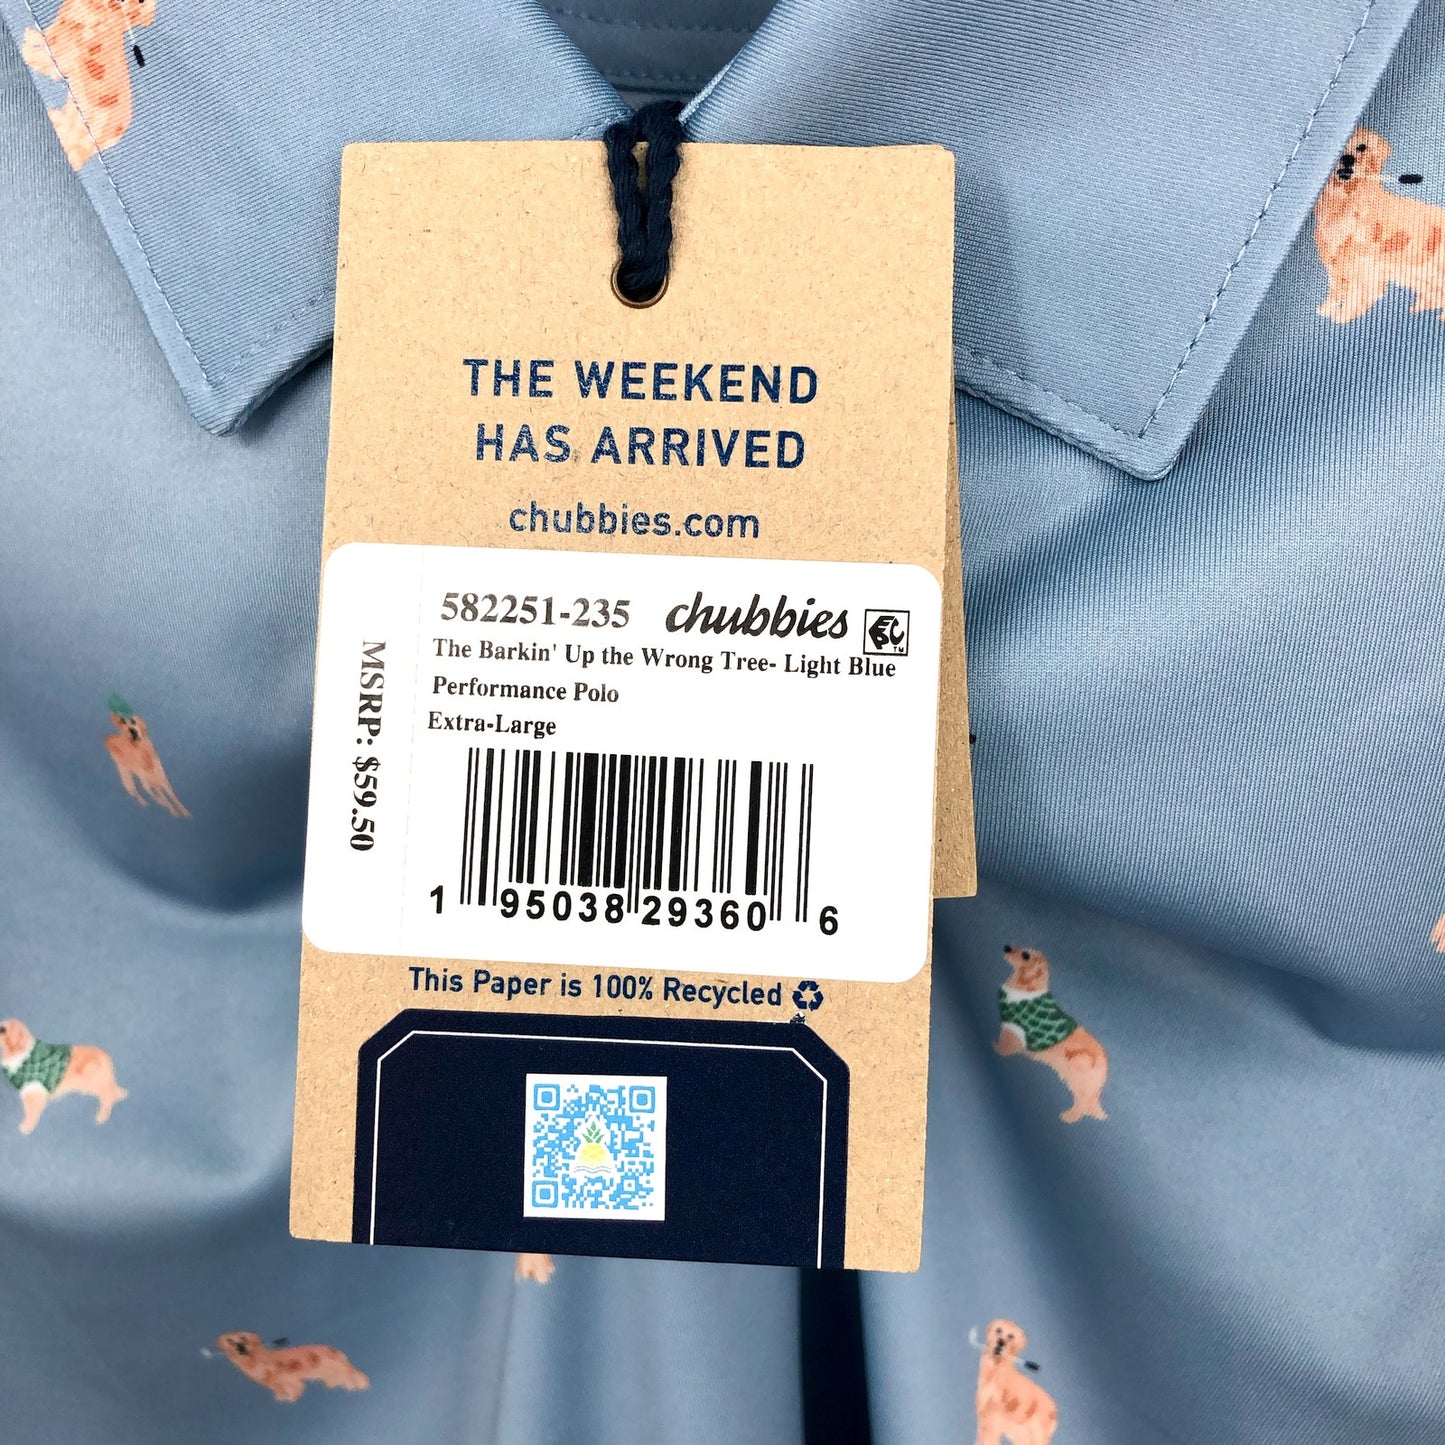 THE WEEKEND
HAS ARRIVED
chubbies.com
582251-235 chubbies
The Barkin' Up the Wrong Tree- Light Blue
Performance Polo
Extra-Large
MSRP: $59.50
1 95038 29360 6
This Paper is 100% Recycled